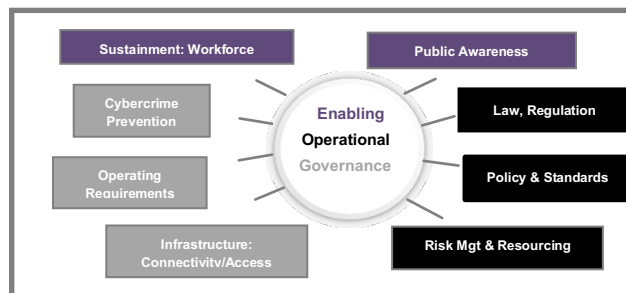 Sustainment: Workforce
Public Awareness
Cybercrime
Prevention
Enabling
Operational
Governance
Law, Regulation
Operating
Requirements
Policy & Standards
Infrastructure:
Connectivity/Access
Risk Mgt & Resourcing